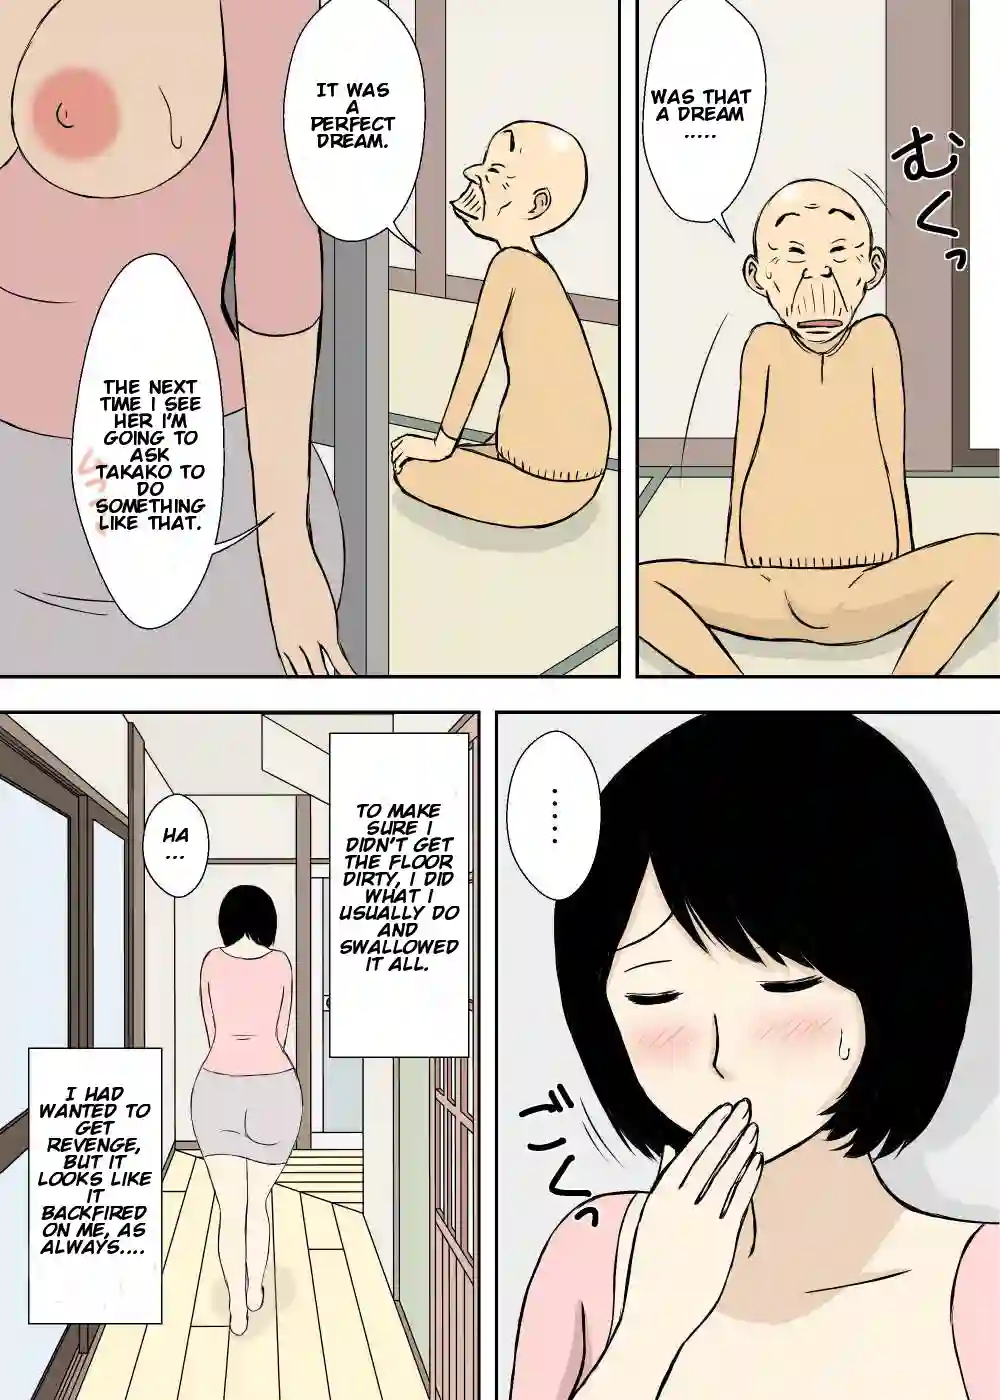 WAS THAT
A DREAM
.....
むくっ
IT WAS
A
PERFECT
DREAM.
THE NEXT
TIME I SEE
HER I'M
GOING TO
ASK
TAKAKO TO
DO
SOMETHING
LIKE THAT.
....
ごくっ
TO MAKE
SURE I
DIDN'T GET
THE FLOOR
DIRTY, I DID
WHAT I
USUALLY DO
AND
SWALLOWED
IT ALL.
HA
...
I HAD
WANTED TO
GET
REVENGE,
BUT IT
LOOKS LIKE
IT
BACKFIRED
ON ME, AS
ALWAYS....